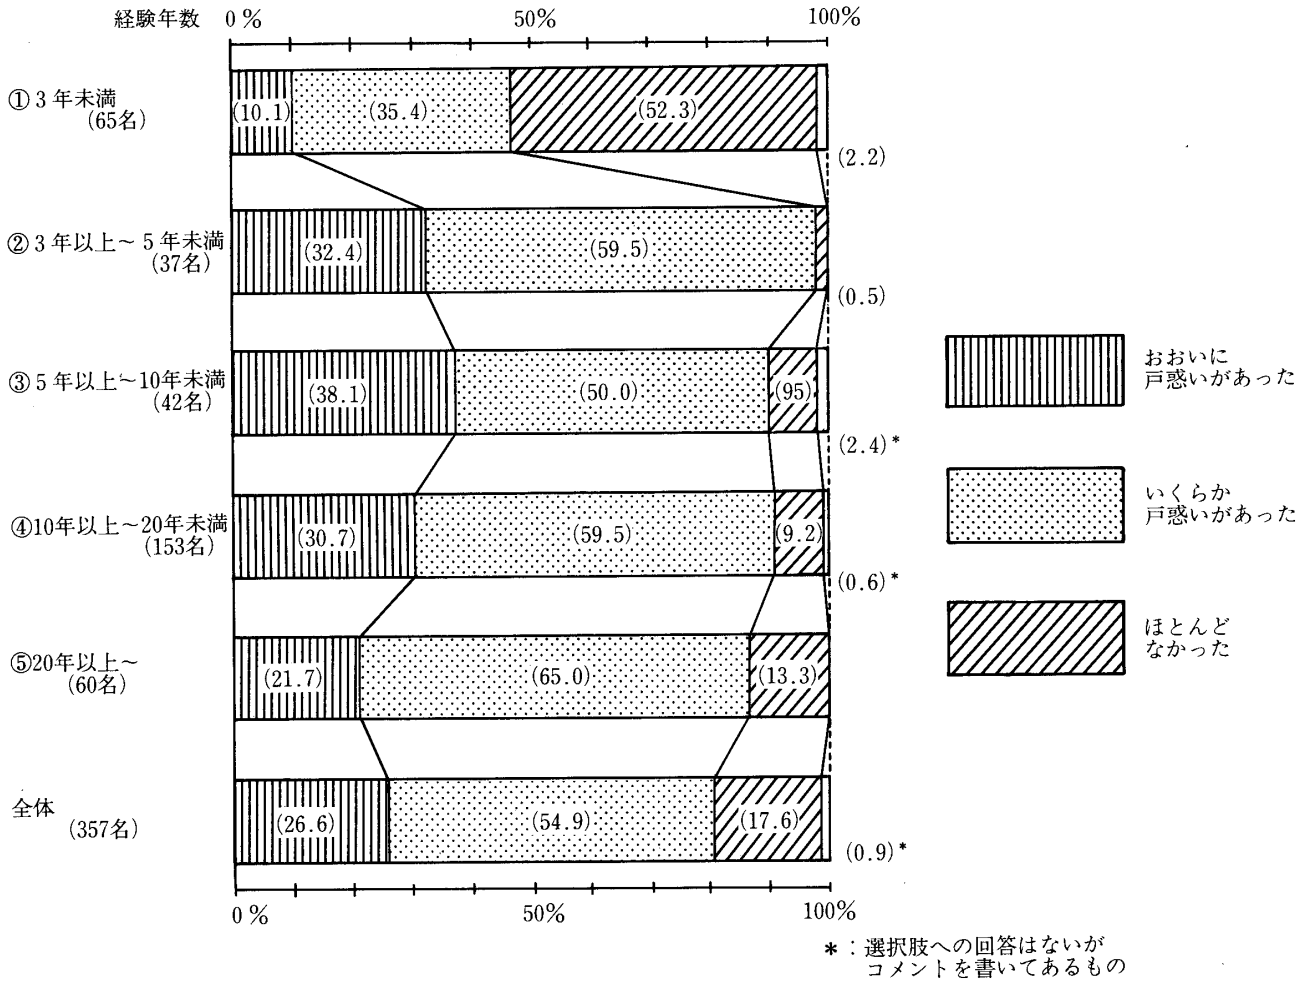 経験年数 0% 50% 100%
①3年未満
(65名)
(10.1) (35.4) (52.3)
(2.2)
②3年以上～5年未満
(37名)
(32.4) (59.5)
(0.5)
③5年以上～10年未満
(42名)
(38.1) (50.0) (95)
(2.4)*
④10年以上～20年未満
(153名)
(30.7) (59.5) (9.2)
(0.6)*
⑤20年以上～
(60名)
(21.7) (65.0) (13.3)
全体
(357名)
(26.6) (54.9) (17.6)
(0.9)*
0% 50% 100%
おおいに
戸惑いがあった
いくらか
戸惑いがあった
ほとんど
なかった
*：選択肢への回答はないが
コメントを書いてあるもの